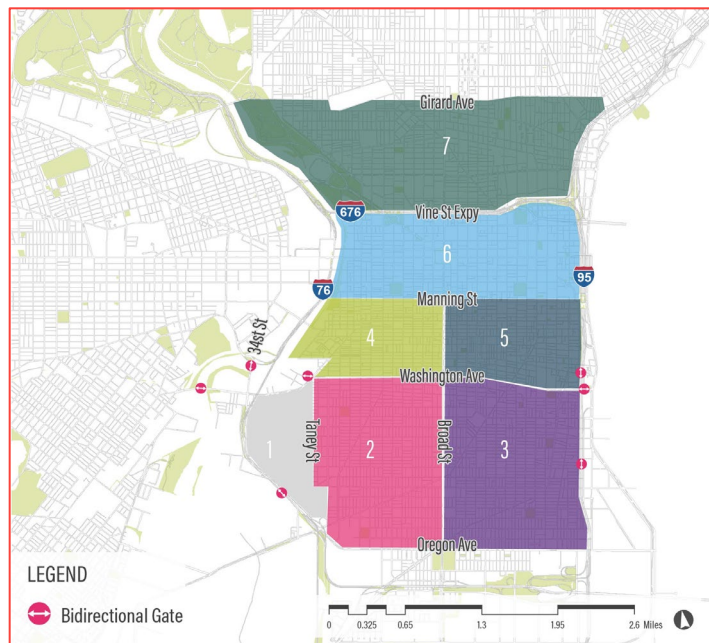 Girard Ave
7
676
Vine St Expy
6
76
95
Manning St
34st St
4
5
Washington Ave
Taney St
Broad St
1
2
3
Oregon Ave
LEGEND
Bidirectional Gate
0 0.325 0.65 1.3 1.95 2.6 Miles